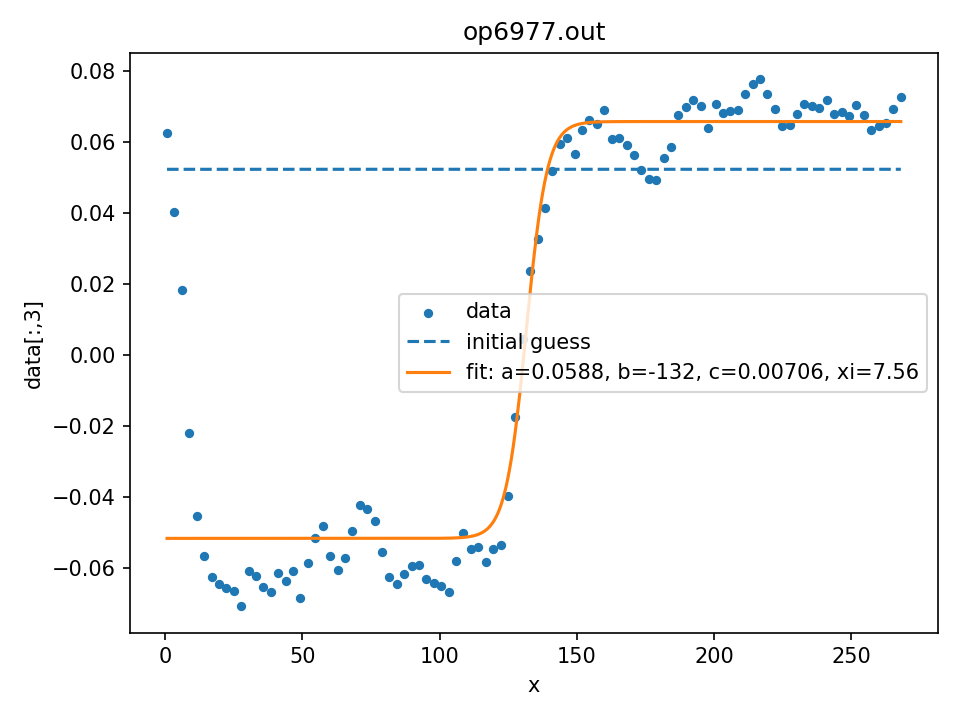 op6977.out
0.08
0.06
0.04
0.02
0.00
−0.02
−0.04
−0.06
data[:,3]
data
initial guess
fit: a=0.0588, b=-132, c=0.00706, xi=7.56
0 50 100 150 200 250
x